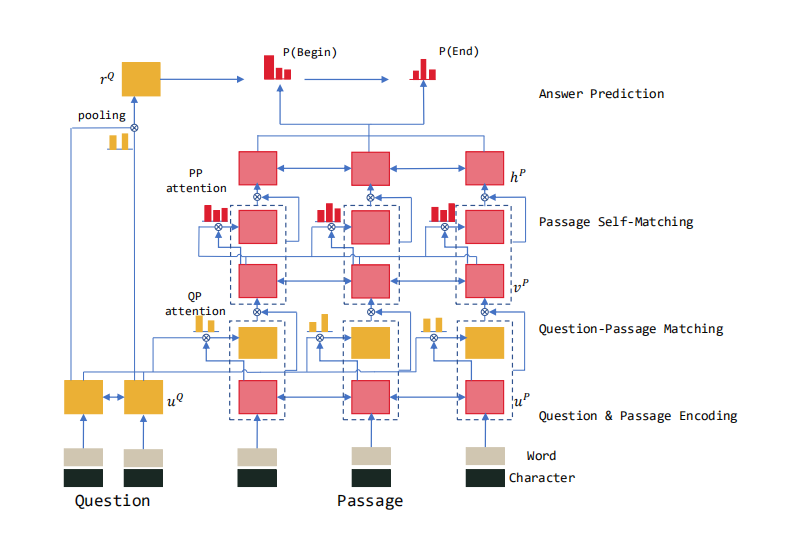 P(Begin)
P(End)
r^Q
Answer Prediction
pooling
PP
attention
h^P
Passage Self-Matching
v^P
QP
attention
Question-Passage Matching
u^Q
u^P
Question & Passage Encoding
Word
Character
Question
Passage